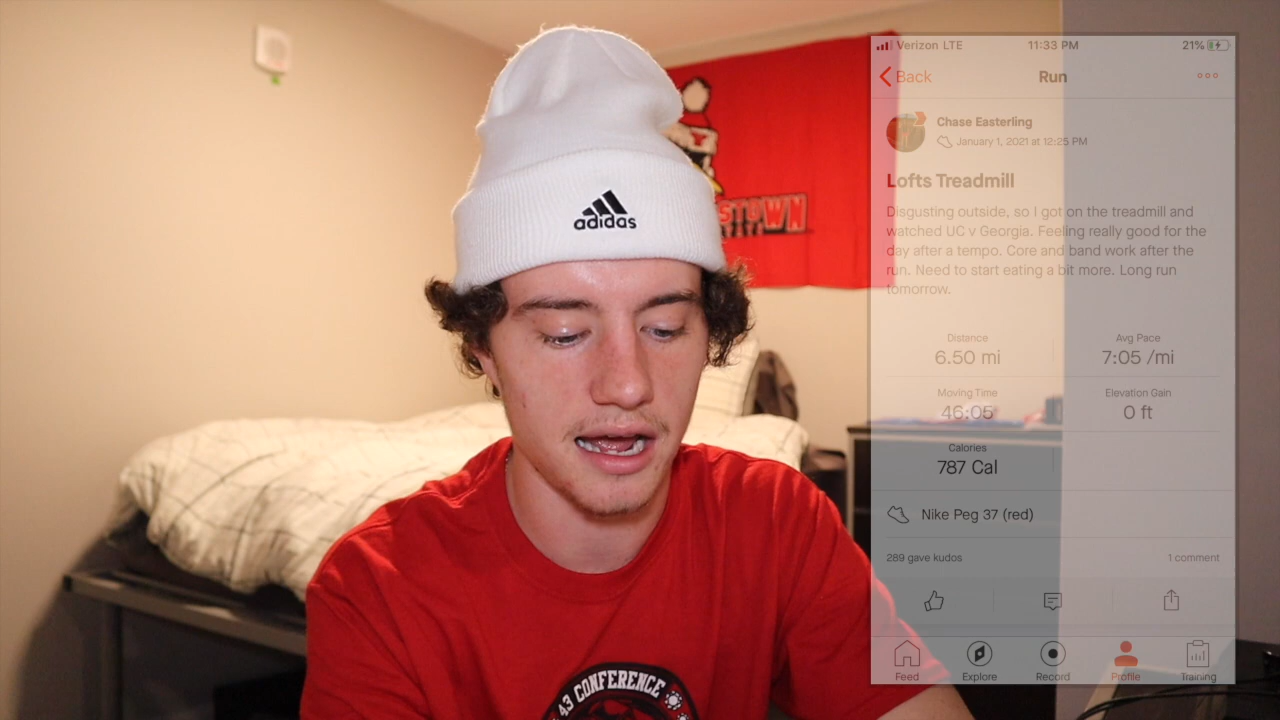 adidas
STOWN
43 CONFERENCE
Verizon LTE 11:33 PM 21%
Back Run
Chase Easterling
January 1, 2021 at 12:25 PM
Lofts Treadmill
Disgusting outside, so I got on the treadmill and
watched UC v Georgia. Feeling really good for the
day after a tempo. Core and band work after the
run. Need to start eating a bit more. Long run
tomorrow.
Distance Avg Pace
6.50 mi 7:05 /mi
Moving Time Elevation Gain
46:05 0 ft
Calories
787 Cal
Nike Peg 37 (red)
289 gave kudos 1 comment
Feed Explore Record Profile Training